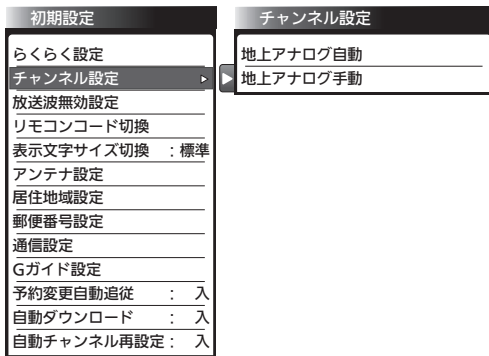 初期設定
らくらく設定
チャンネル設定
放送波無効設定
リモコンコード切換
表示文字サイズ切換 : 標準
アンテナ設定
居住地域設定
郵便番号設定
通信設定
Gガイド設定
予約変更自動追従 : 入
自動ダウンロード : 入
自動チャンネル再設定 : 入
チャンネル設定
地上アナログ自動
地上アナログ手動